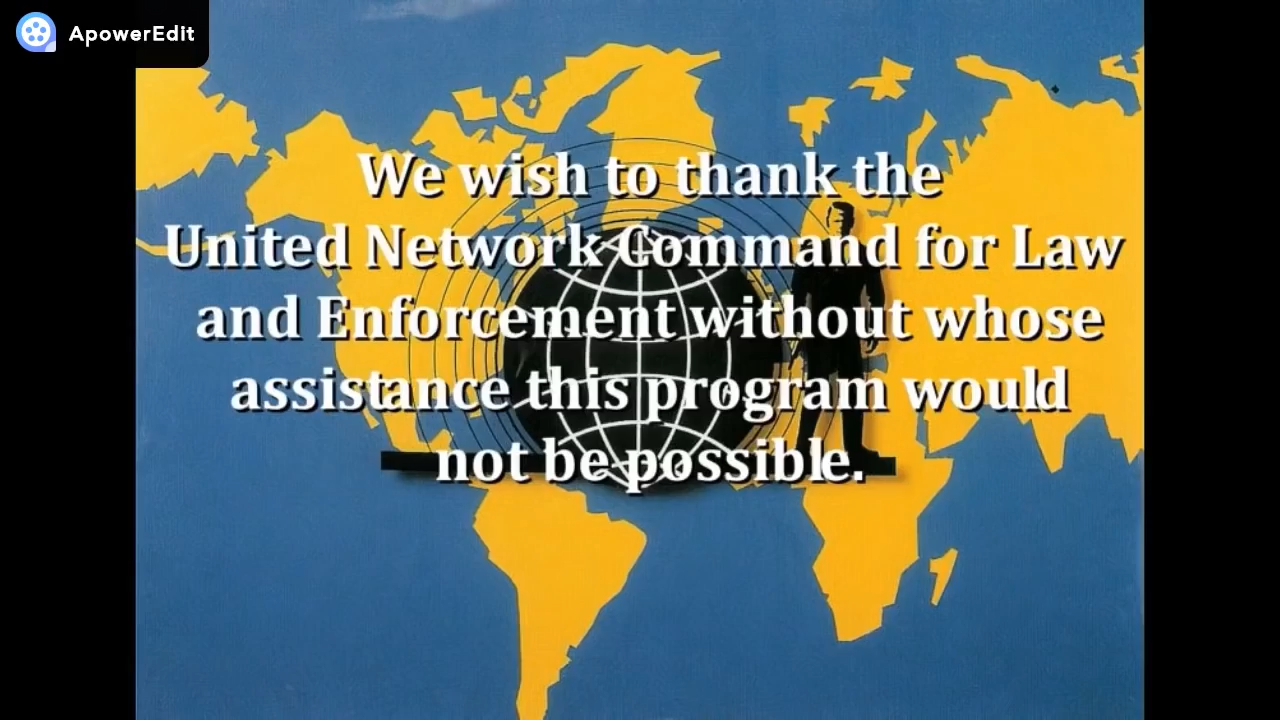 ApowerEdit
We wish to thank the
United Network Command for Law
and Enforcement without whose
assistance this program would
not be possible.